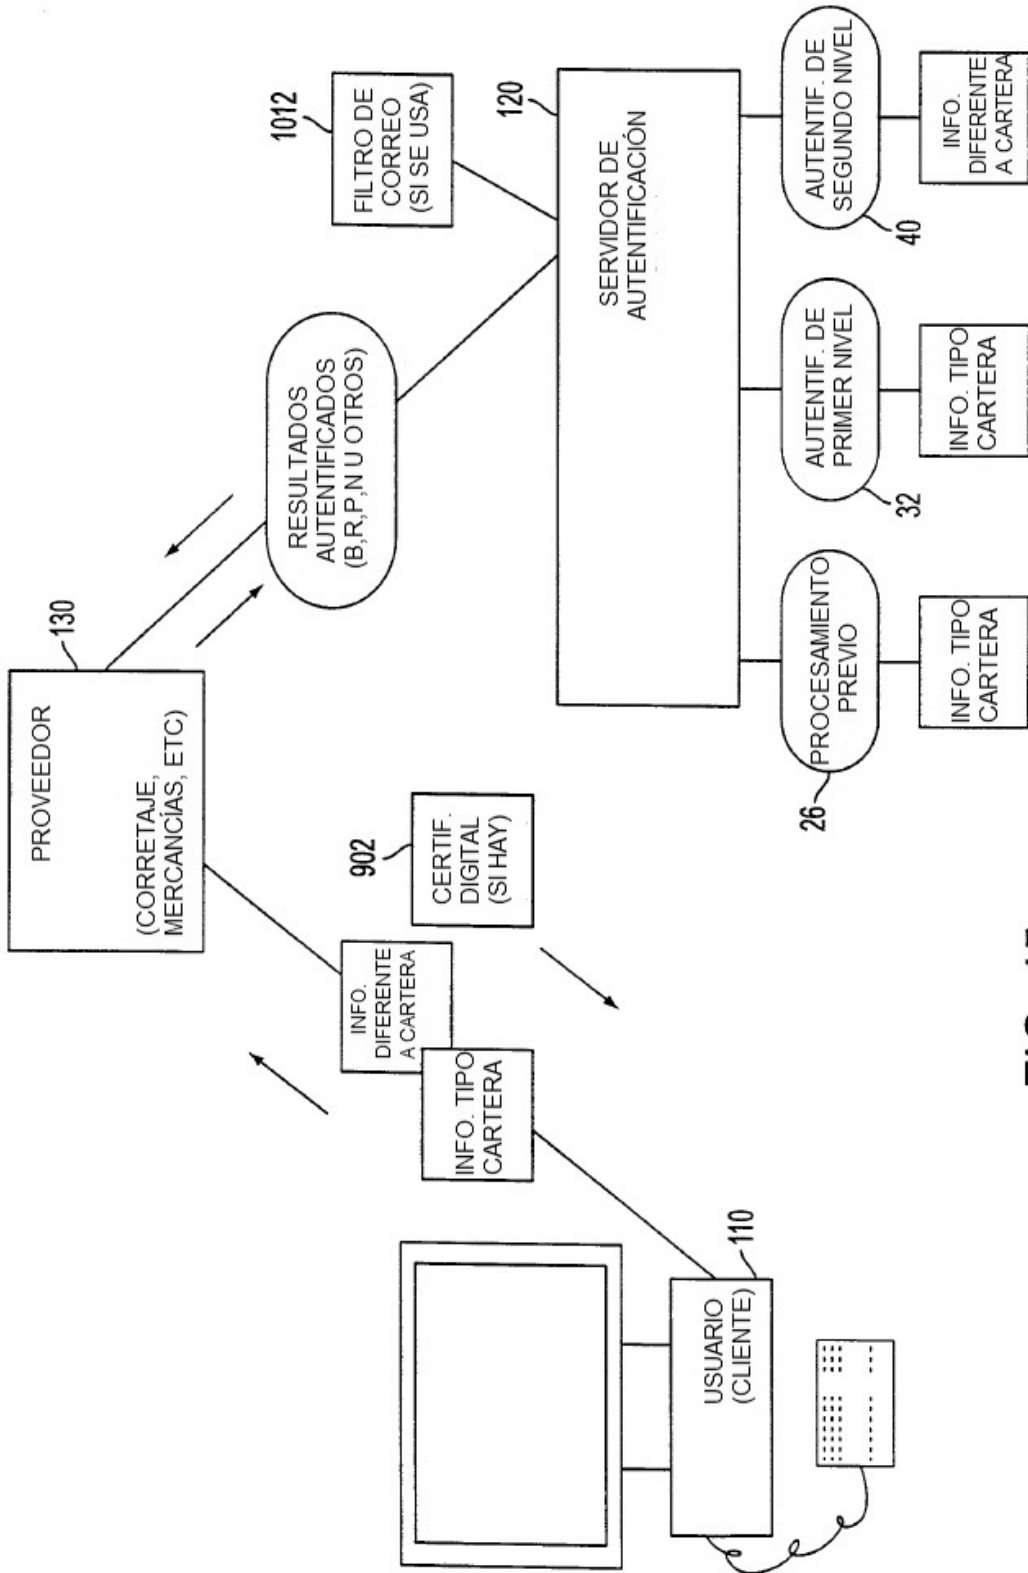 PROVEEDOR
(CORRETAJE,
MERCANCÍAS, ETC)
130
1012
FILTRO DE
CORREO
(SI SE USA)
RESULTADOS
AUTENTIFICADOS
(B,R,P,N U OTROS)
INFO.
DIFERENTE
A CARTERA
INFO. TIPO
CARTERA
902
CERTIF.
DIGITAL
(SI HAY)
120
SERVIDOR DE
AUTENTIFICACIÓN
USUARIO
(CLIENTE)
110
PROCESAMIENTO
PREVIO
26
AUTENTIF. DE
PRIMER NIVEL
32
AUTENTIF. DE
SEGUNDO NIVEL
40
INFO. TIPO
CARTERA
INFO. TIPO
CARTERA
INFO.
DIFERENTE
A CARTERA
FIG.